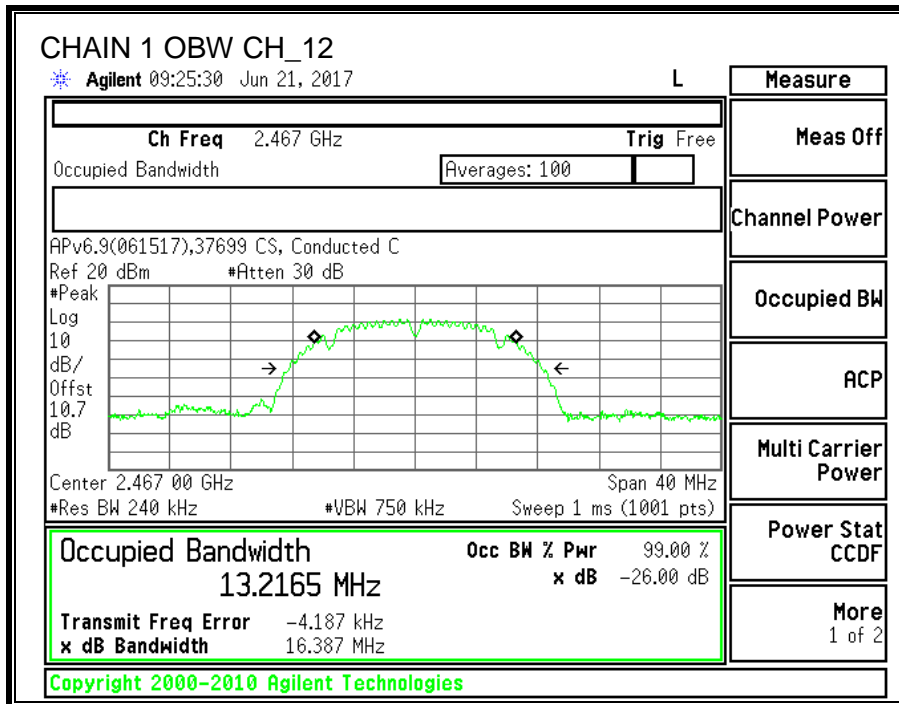 CHAIN 1 OBW CH_12
Agilent 09:25:30 Jun 21, 2017 L
Measure
Ch Freq 2.467 GHz Trig Free
Meas Off
Occupied Bandwidth Averages: 100
Channel Power
APv6.9(061517),37699 CS, Conducted C
Ref 20 dBm #Atten 30 dB
#Peak
Log
10
dB/
Offst
10.7
dB
Occupied BW
ACP
Multi Carrier
Power
Center 2.467 00 GHz Span 40 MHz
#Res BW 240 kHz #VBW 750 kHz Sweep 1 ms (1001 pts)
Occupied Bandwidth Occ BW % Pwr 99.00 %
13.2165 MHz x dB -26.00 dB
Transmit Freq Error -4.187 kHz
x dB Bandwidth 16.387 MHz
Power Stat
CCDF
More
1 of 2
Copyright 2000-2010 Agilent Technologies